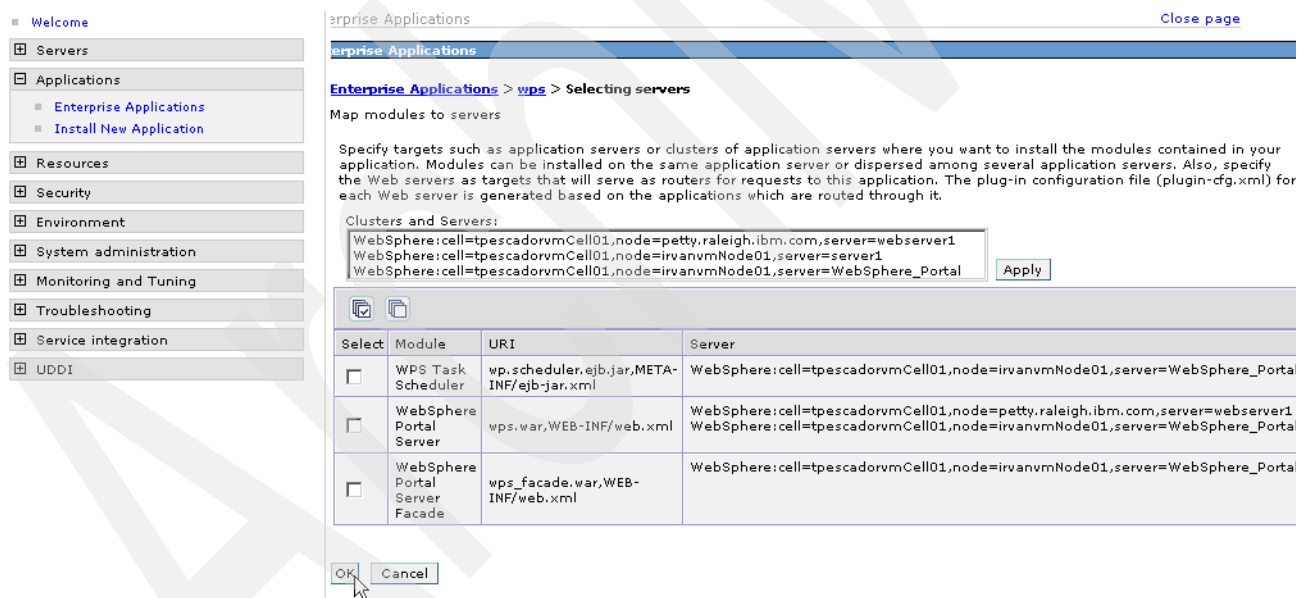 Welcome
Servers
Applications
Enterprise Applications
Install New Application
Resources
Security
Environment
System administration
Monitoring and Tuning
Troubleshooting
Service integration
UDDI
erprise Applications
Close page
erprise Applications
Enterprise Applications > wps > Selecting servers
Map modules to servers
Specify targets such as application servers or clusters of application servers where you want to install the modules contained in your
application. Modules can be installed on the same application server or dispersed among several application servers. Also, specify
the Web servers as targets that will serve as routers for requests to this application. The plug-in configuration file (plugin-cfg.xml) for
each Web server is generated based on the applications which are routed through it.
Clusters and Servers:
WebSphere:cell=tpescadorvmCell01,node=petty.raleigh.ibm.com,server=webserver1
WebSphere:cell=tpescadorvmCell01,node=irvanvmNode01,server=server1
WebSphere:cell=tpescadorvmCell01,node=irvanvmNode01,server=WebSphere_Portal
Apply
Select Module URI Server
WPS Task
Scheduler
wp.scheduler.ejb.jar,META-
INF/ejb-jar.xml
WebSphere:cell=tpescadorvmCell01,node=irvanvmNode01,server=WebSphere_Portal
WebSphere
Portal
Server
wps.war,WEB-INF/web.xml
WebSphere:cell=tpescadorvmCell01,node=petty.raleigh.ibm.com,server=webserver1
WebSphere:cell=tpescadorvmCell01,node=irvanvmNode01,server=WebSphere_Portal
WebSphere
Portal
Server
Facade
wps_facade.war,WEB-
INF/web.xml
WebSphere:cell=tpescadorvmCell01,node=irvanvmNode01,server=WebSphere_Portal
OK
Cancel